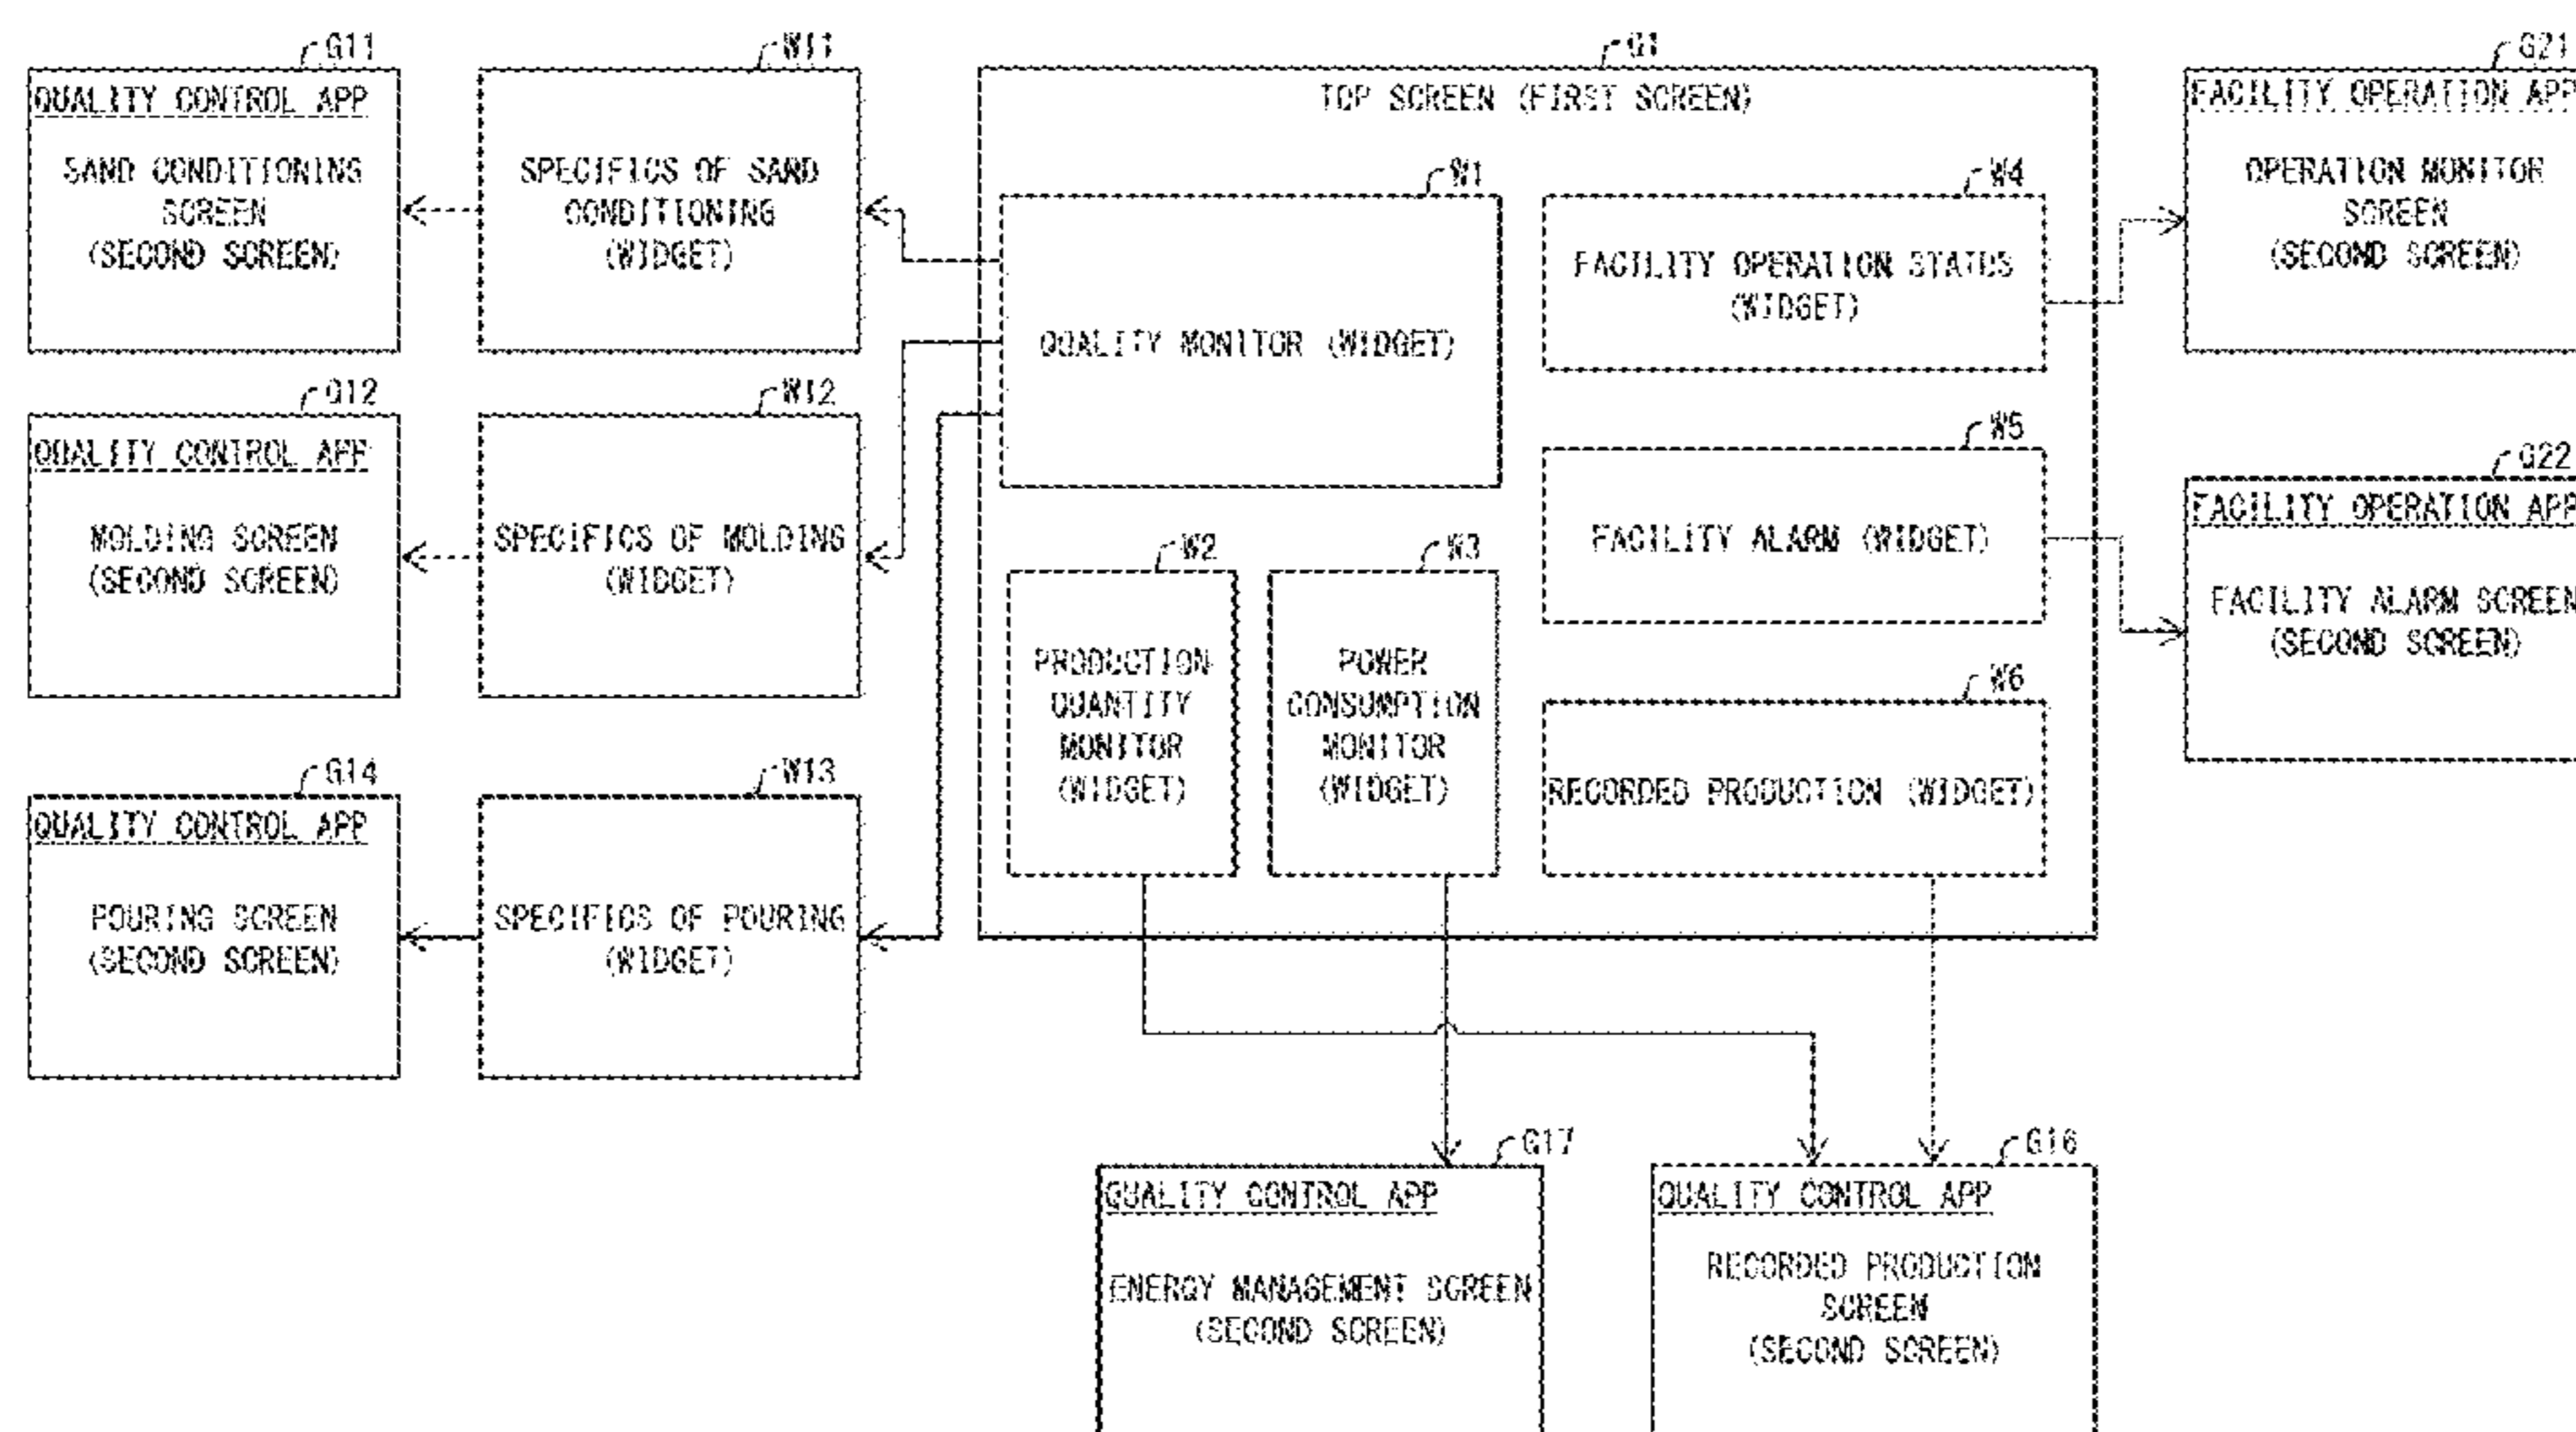 G11
QUALITY CONTROL APP
SAND CONDITIONING
SCREEN
(SECOND SCREEN)
W11
SPECIFICS OF SAND
CONDITIONING
(WIDGET)
G12
QUALITY CONTROL APP
MOLDING SCREEN
(SECOND SCREEN)
W12
SPECIFICS OF MOLDING
(WIDGET)
G14
QUALITY CONTROL APP
POURING SCREEN
(SECOND SCREEN)
W13
SPECIFICS OF POURING
(WIDGET)
G1
TOP SCREEN (FIRST SCREEN)
W1
QUALITY MONITOR (WIDGET)
W2
PRODUCTION
QUANTITY
MONITOR
(WIDGET)
W3
POWER
CONSUMPTION
MONITOR
(WIDGET)
W4
FACILITY OPERATION STATUS
(WIDGET)
W5
FACILITY ALARM (WIDGET)
W6
RECORDED PRODUCTION (WIDGET)
G21
FACILITY OPERATION APP
OPERATION MONITOR
SCREEN
(SECOND SCREEN)
G22
FACILITY OPERATION APP
FACILITY ALARM SCREEN
(SECOND SCREEN)
G17
QUALITY CONTROL APP
ENERGY MANAGEMENT SCREEN
(SECOND SCREEN)
G16
QUALITY CONTROL APP
RECORDED PRODUCTION
SCREEN
(SECOND SCREEN)